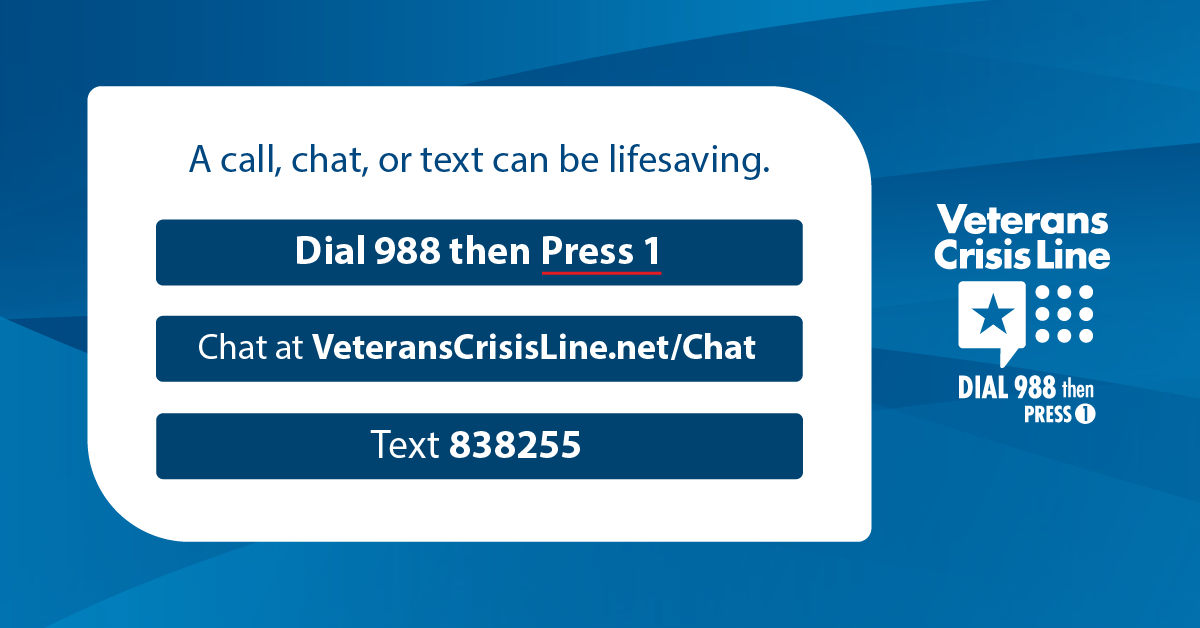 A call, chat, or text can be lifesaving.
Dial 988 then Press 1
Chat at VeteransCrisisLine.net/Chat
Text 838255
Veterans
Crisis Line
DIAL 988 then
PRESS 1